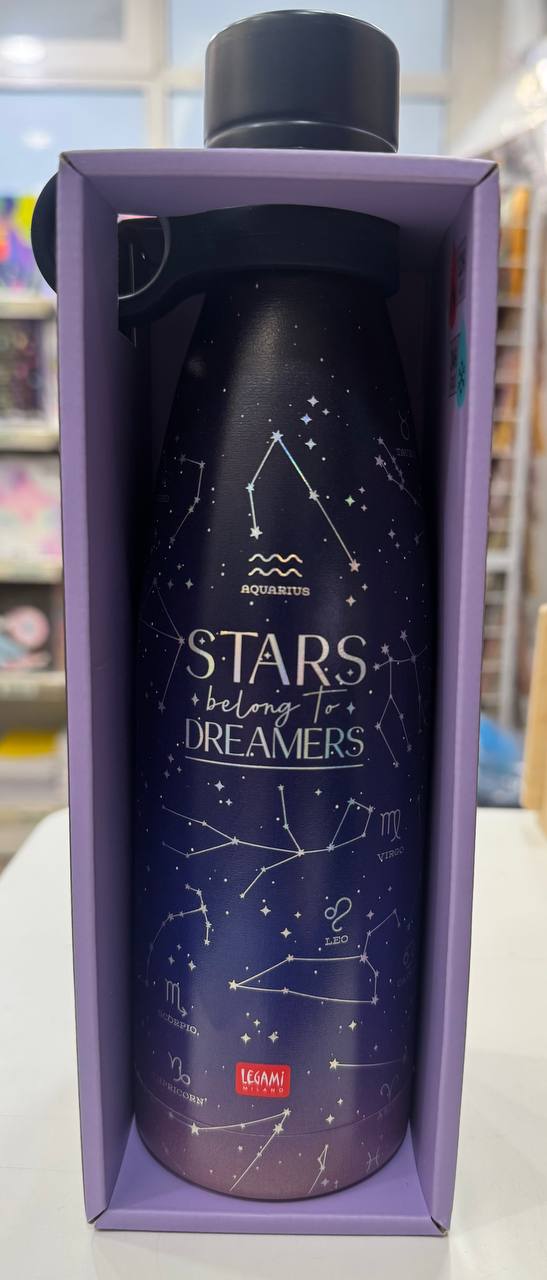 AQUARIUS
STARS
belong To
DREAMERS
VIRGO
LEO
SCORPIO
LEGAMI
MILANO